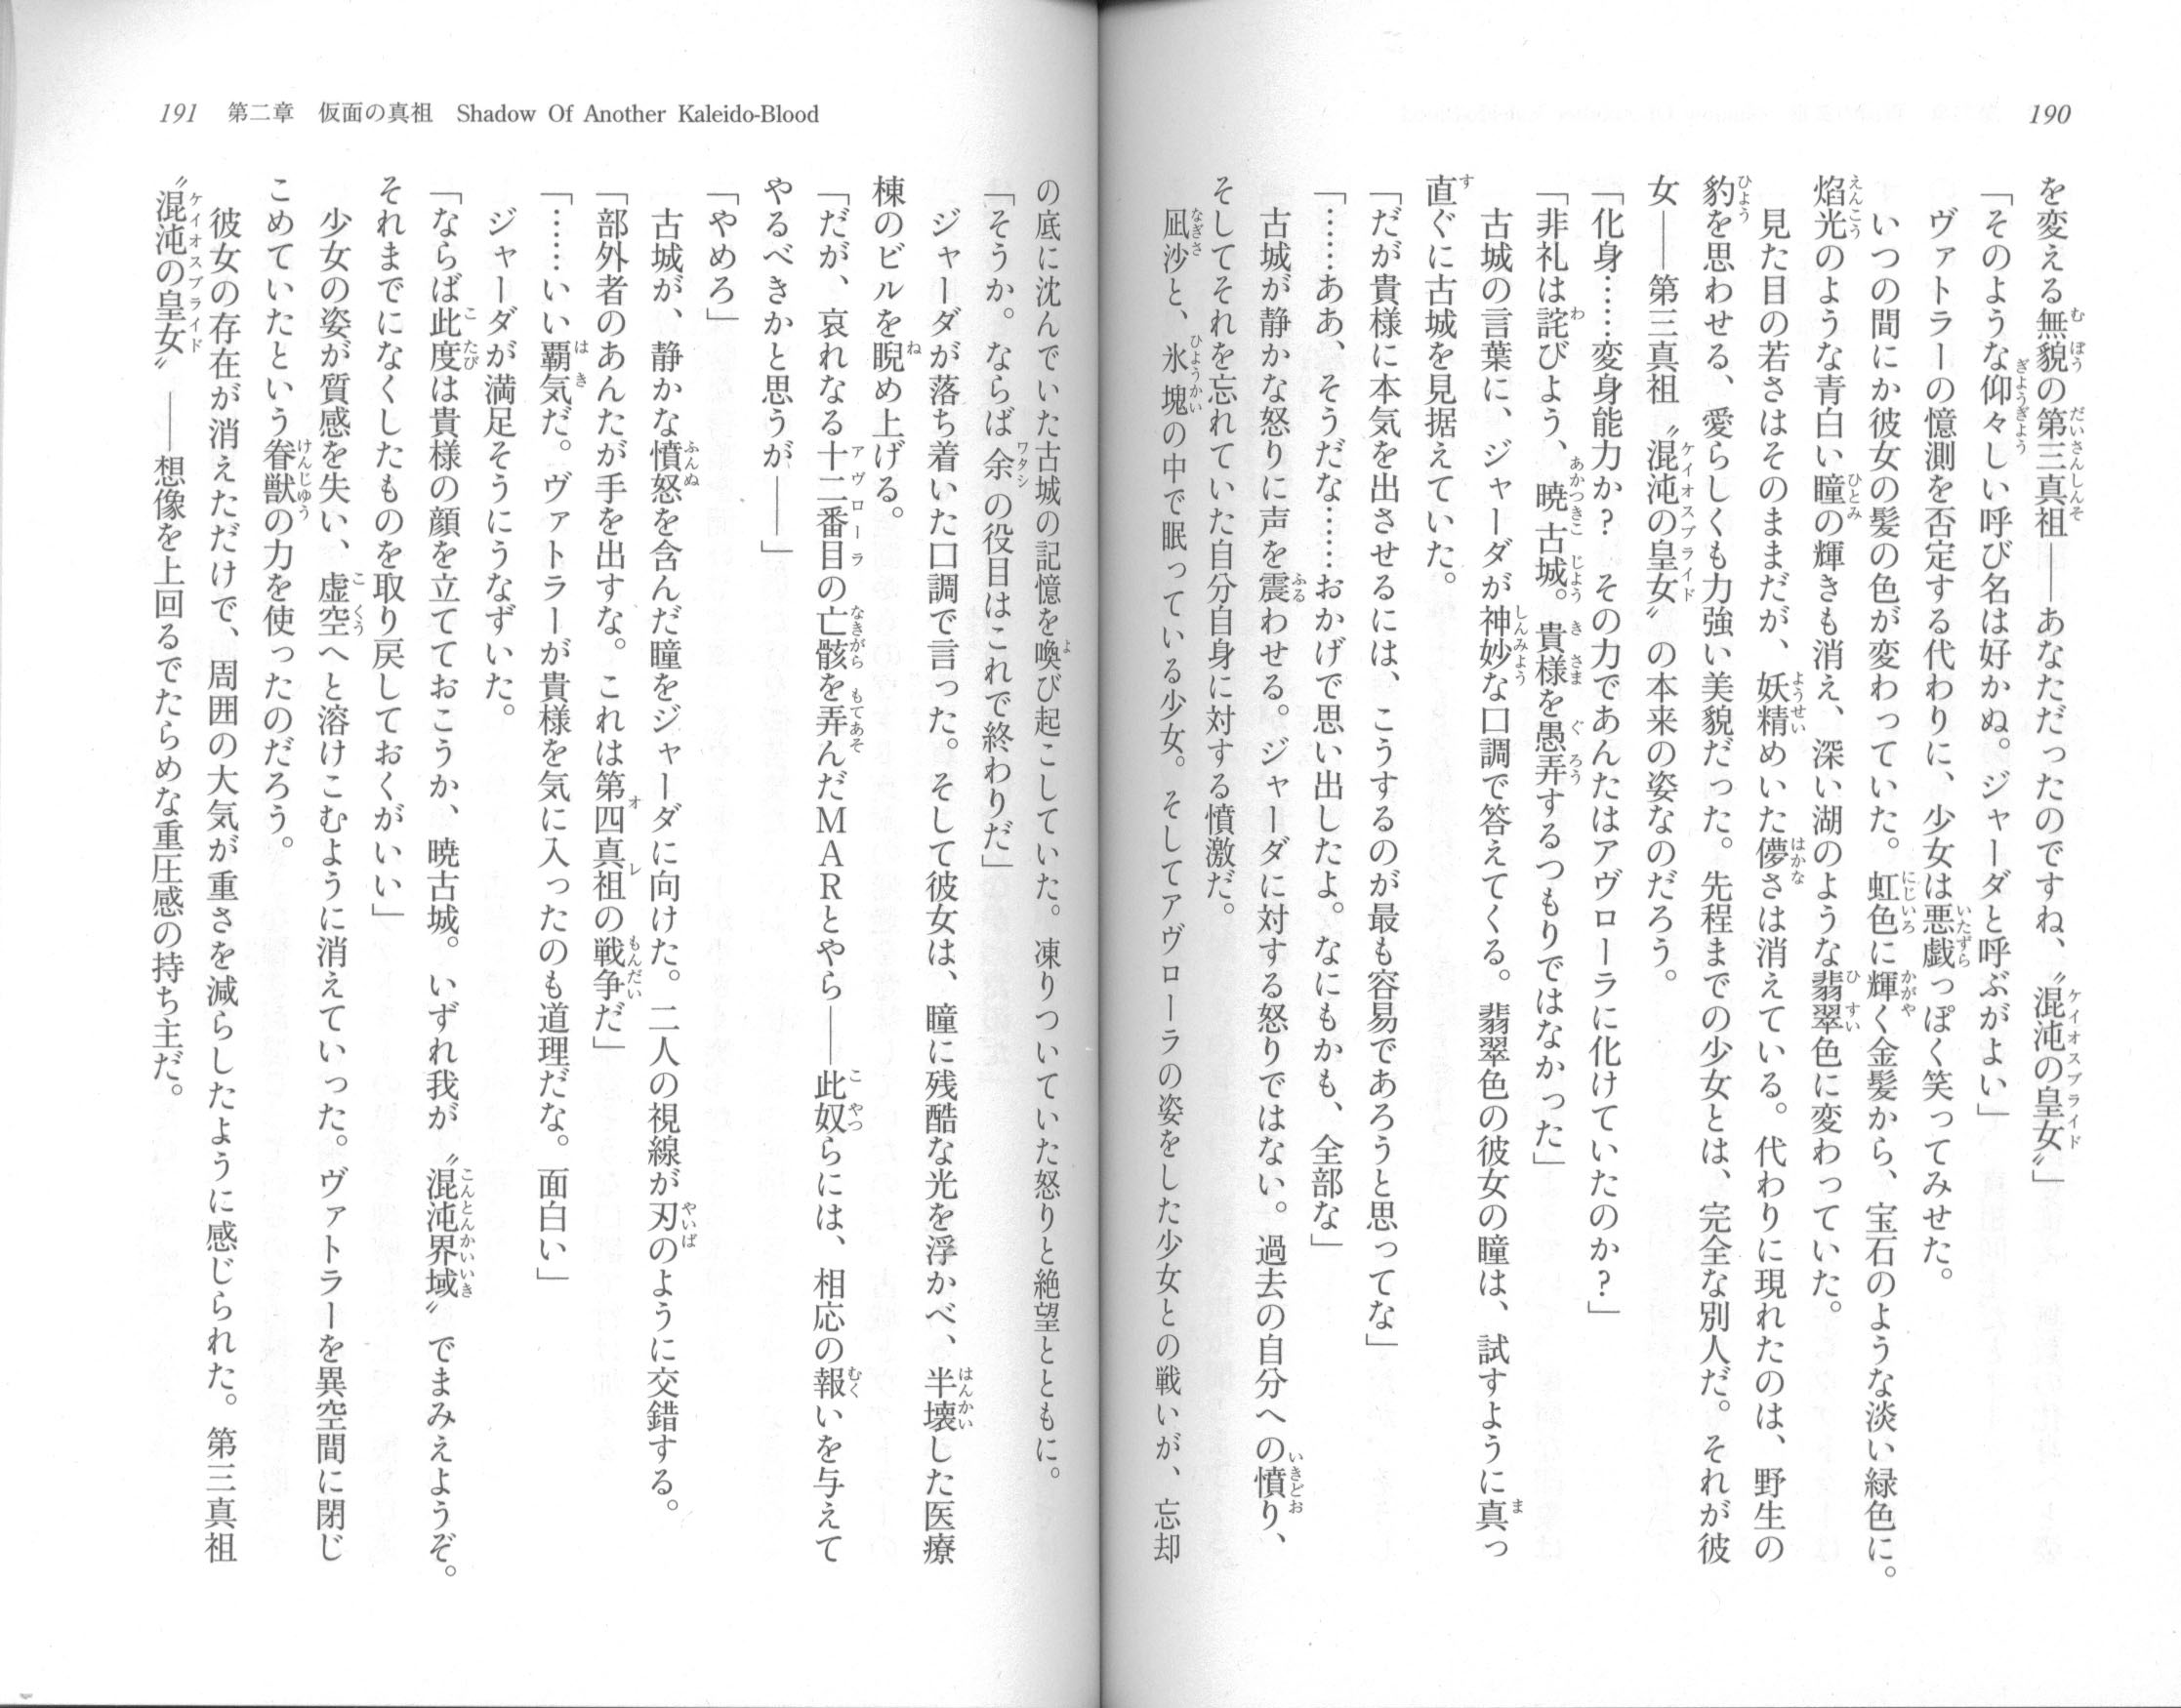 190
を変える無貌の第三真祖――あなただったのですね、〝混沌の皇女〟」
「そのような仰々しい呼び名は好かぬ。ジャーダと呼ぶがよい」
ヴァトラーの憶測を否定する代わりに、少女は悪戯っぽく笑ってみせた。
いつの間にか彼女の髪の色が変わっていた。虹色に輝く金髪から、宝石のような淡い緑色に。
焰光のような青白い瞳の輝きも消え、深い湖のような翡翠色に変わっていた。
見た目の若さはそのままだが、妖精めいた儚さは消えている。代わりに現れたのは、野生の
豹を思わせる、愛らしくも力強い美貌だった。先程までの少女とは、完全な別人だ。それが彼
女――第三真祖〝混沌の皇女〟の本来の姿なのだろう。
「化身……変身能力か？　その力であんたはアヴローラに化けていたのか？」
「非礼は詫びよう、暁古城。貴様を愚弄するつもりではなかった」
古城の言葉に、ジャーダが神妙な口調で答えてくる。翡翠色の彼女の瞳は、試すように真っ
直ぐに古城を見据えていた。
「だが貴様に本気を出させるには、こうするのが最も容易であろうと思ってな」
「……ああ、そうだな……おかげで思い出したよ。なにもかも、全部な」
古城が静かな怒りに声を震わせる。ジャーダに対する怒りではない。過去の自分への憤り、
そしてそれを忘れていた自分自身に対する憤激だ。
凪沙と、氷塊の中で眠っている少女。そしてアヴローラの姿をした少女との戦いが、忘却
191 第二章　仮面の真祖　Shadow Of Another Kaleido-Blood
の底に沈んでいた古城の記憶を喚び起こしていた。凍りついていた怒りと絶望とともに。
「そうか。ならば余の役目はこれで終わりだ」
ジャーダが落ち着いた口調で言った。そして彼女は、瞳に残酷な光を浮かべ、半壊した医療
棟のビルを睨め上げる。
「だが、哀れなる十二番目の亡骸を弄んだＭＡＲとやら――此奴らには、相応の報いを与えて
やるべきかと思うが――」
「やめろ」
古城が、静かな憤怒を含んだ瞳をジャーダに向けた。二人の視線が刃のように交錯する。
「部外者のあんたが手を出すな。これは第四真祖の戦争だ」
「……いい覇気だ。ヴァトラーが貴様を気に入ったのも道理だな。面白い」
ジャーダが満足そうにうなずいた。
「ならば此度は貴様の顔を立てておこうか、暁古城。いずれ我が〝混沌界域〟でまみえようぞ。
それまでになくしたものを取り戻しておくがいい」
少女の姿が質感を失い、虚空へと溶けこむように消えていった。ヴァトラーを異空間に閉じ
こめていたという眷獣の力を使ったのだろう。
彼女の存在が消えただけで、周囲の大気が重さを減らしたように感じられた。第三真祖
〝混沌の皇女〟――想像を上回るでたらめな重圧感の持ち主だ。